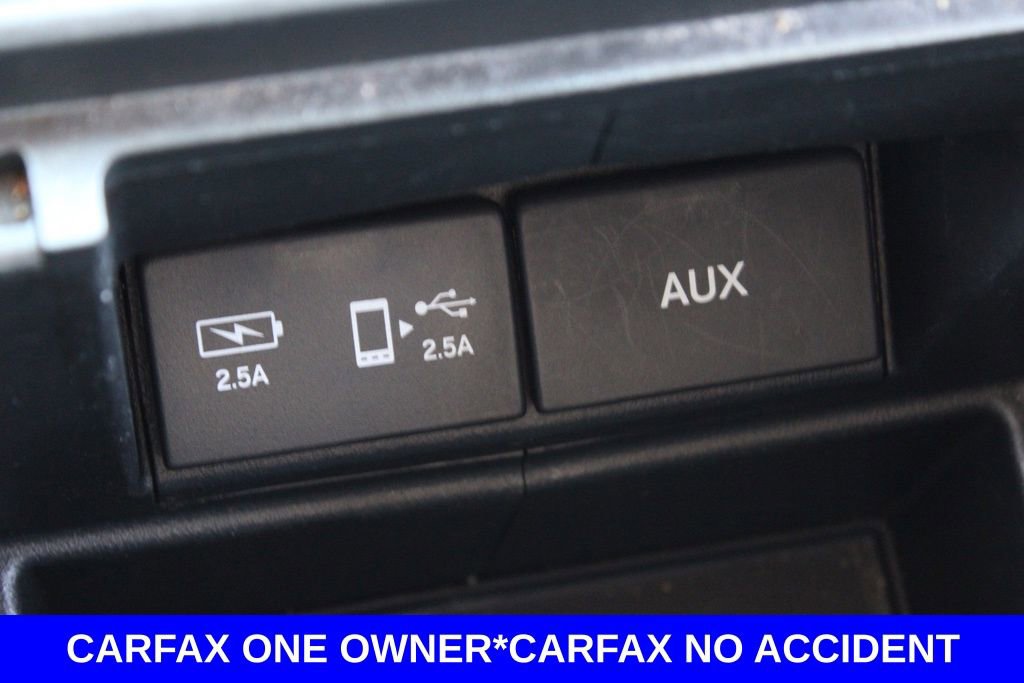 AUX
2.5A
2.5A
CARFAX ONE OWNER*CARFAX NO ACCIDENT